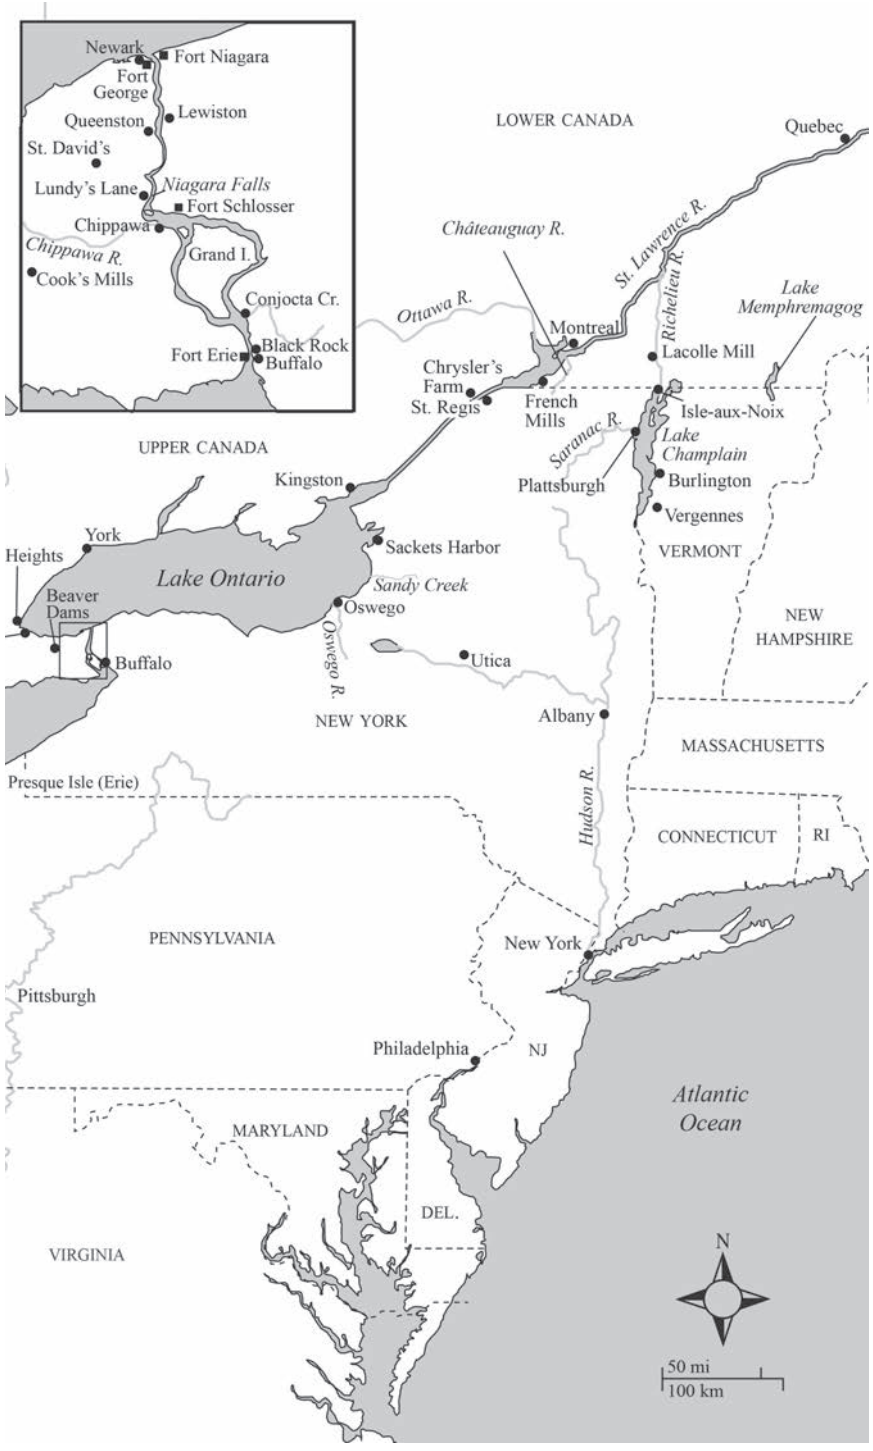 Newark
Fort Niagara
Fort
George
Queenston
Lewiston
St. David's
Lundy's Lane
Niagara Falls
Fort Schlosser
Chippawa
Chippawa R.
Grand I.
Cook's Mills
Conjocta Cr.
Fort Erie
Black Rock
Buffalo
LOWER CANADA
Quebec
Châteauguay R.
St. Lawrence R.
Richelieu R.
Lake
Memphremagog
Ottawa R.
Montreal
Lacolle Mill
Chrysler's
Farm
St. Regis
French
Mills
Isle-aux-Noix
Saranac R.
Lake
Champlain
Plattsburgh
Burlington
Vergennes
UPPER CANADA
Kingston
York
Sackets Harbor
Heights
Lake Ontario
Sandy Creek
Beaver
Dams
Oswego
Oswego R.
Buffalo
Utica
VERMONT
NEW
HAMPSHIRE
NEW YORK
Albany
MASSACHUSETTS
Presque Isle (Erie)
Hudson R.
CONNECTICUT
RI
PENNSYLVANIA
New York
Pittsburgh
Philadelphia
NJ
Atlantic
Ocean
MARYLAND
DEL.
VIRGINIA
N
50 mi
100 km